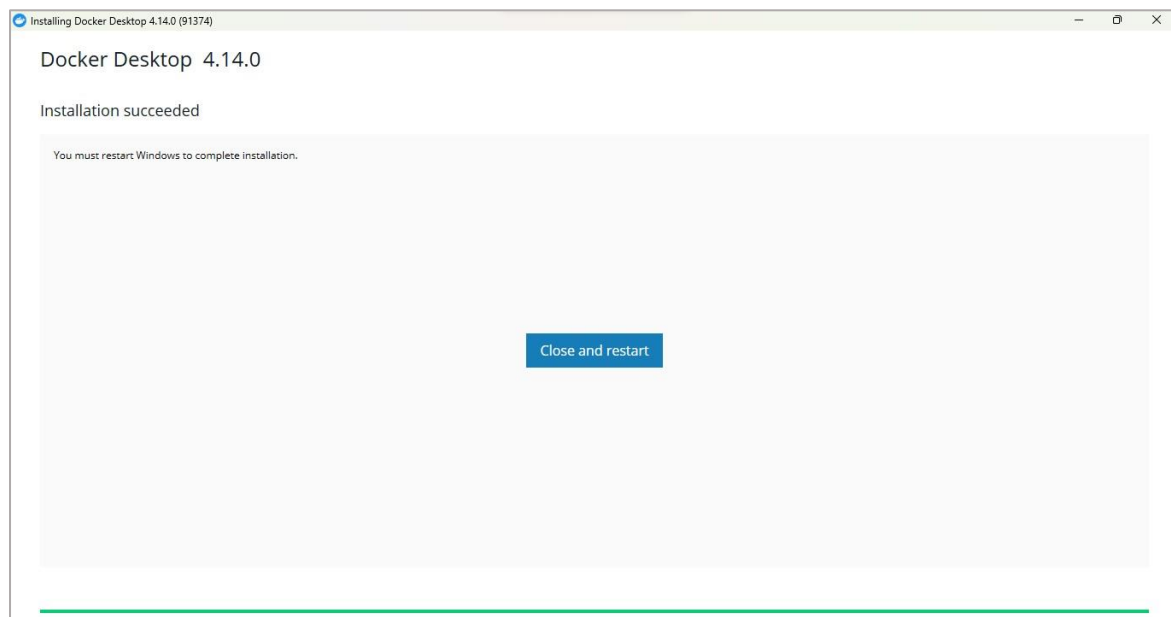 Installing Docker Desktop 4.14.0 (91374)
Docker Desktop 4.14.0
Installation succeeded
You must restart Windows to complete installation.
Close and restart